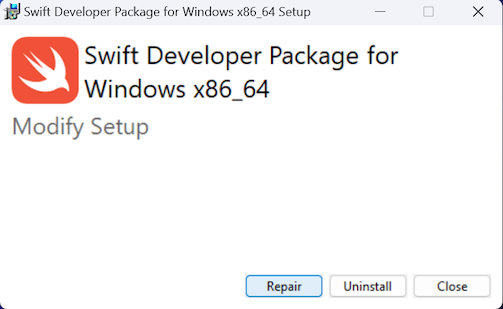 Swift Developer Package for Windows x86_64 Setup
Swift Developer Package for
Windows x86_64
Modify Setup
Repair
Uninstall
Close